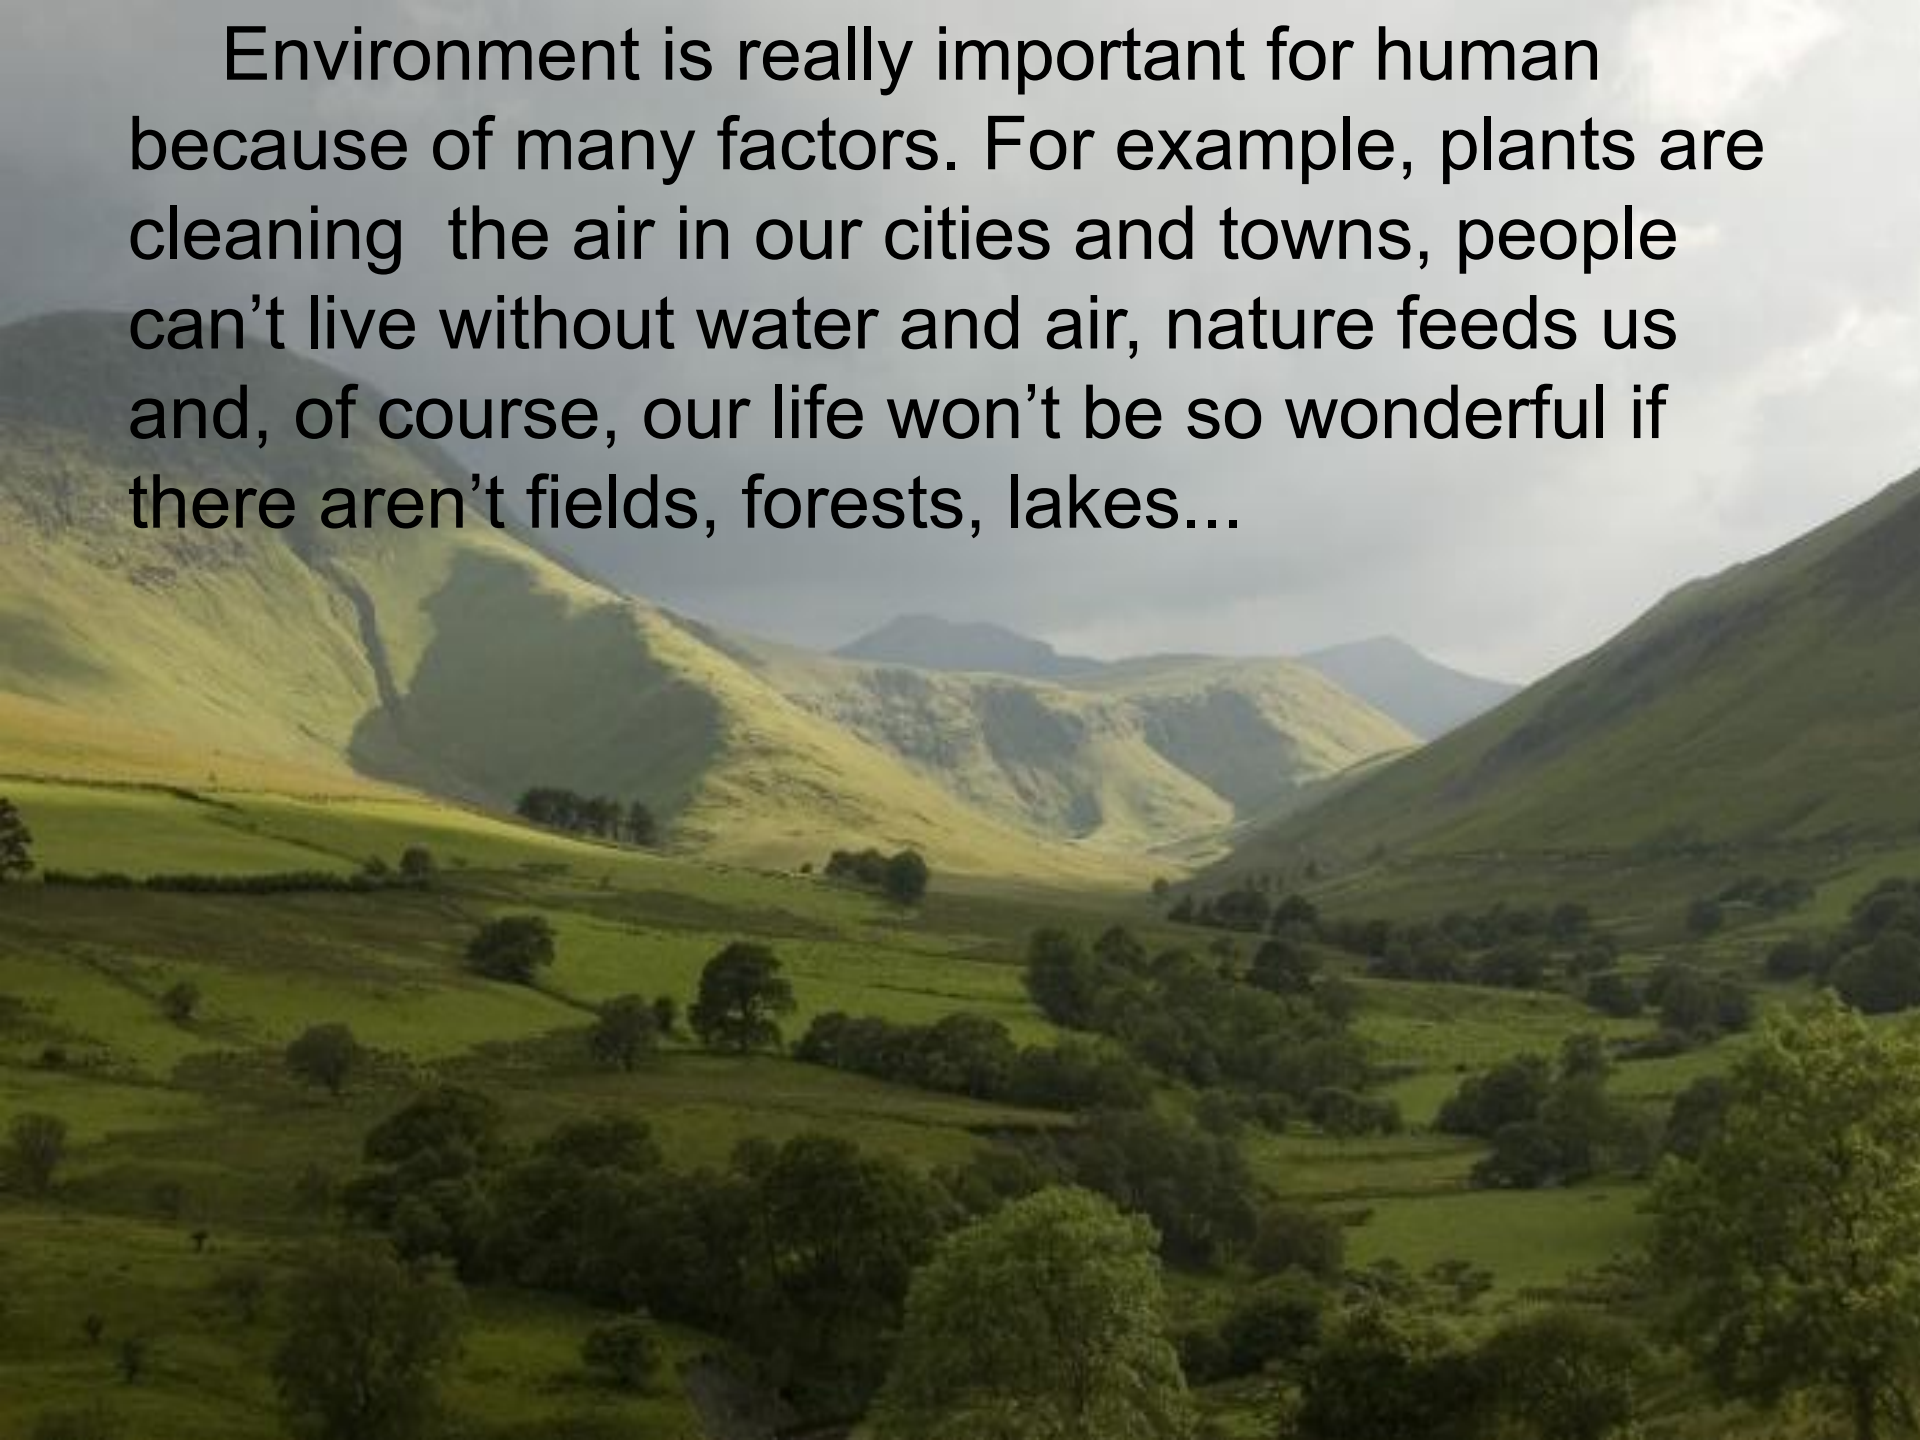 Environment is really important for human
because of many factors. For example, plants are
cleaning  the air in our cities and towns, people
can’t live without water and air, nature feeds us
and, of course, our life won’t be so wonderful if
there aren’t fields, forests, lakes...